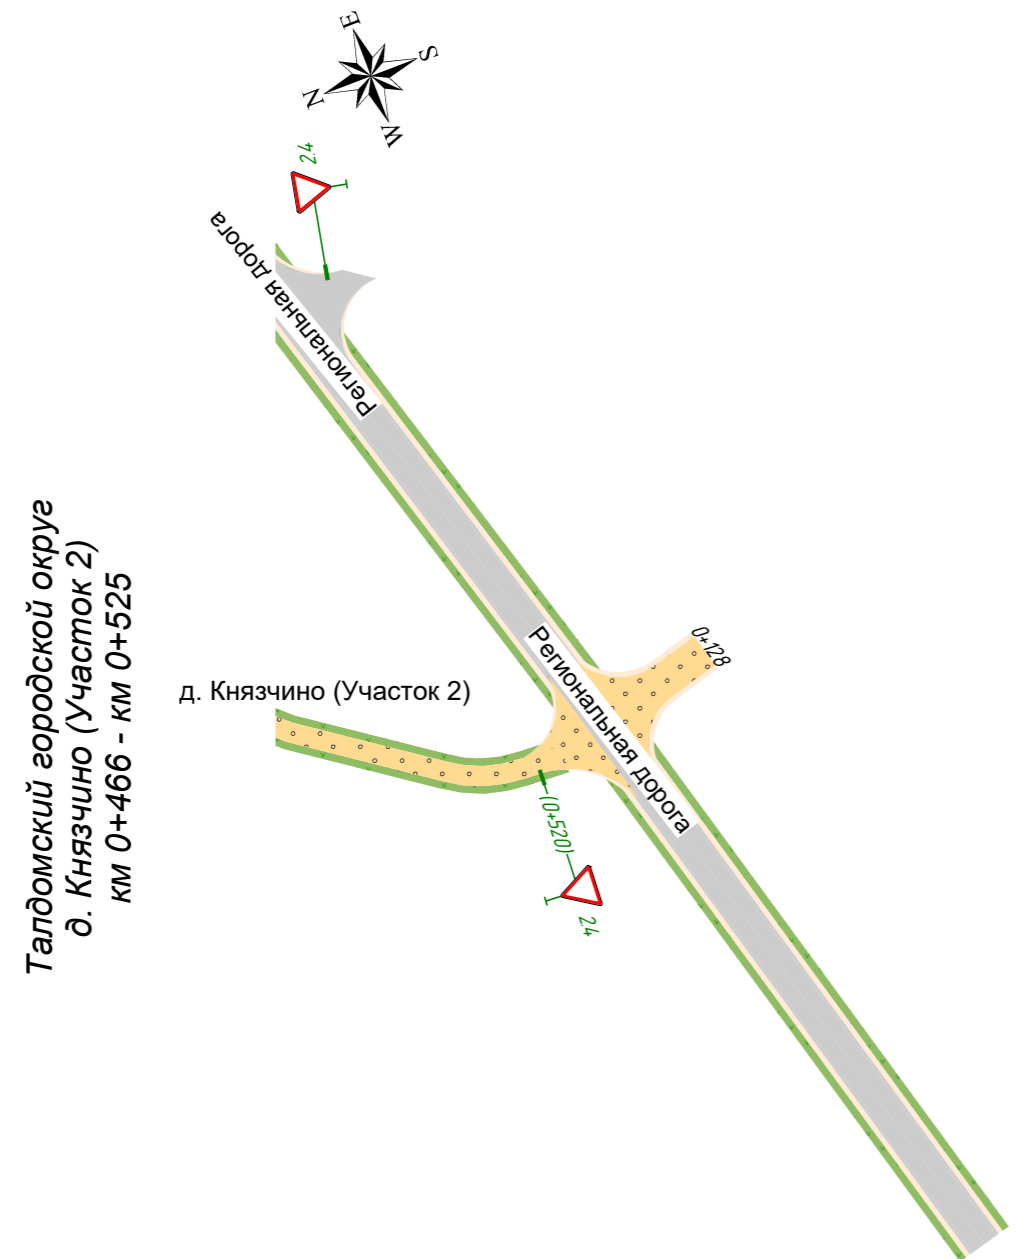 E
S
N
W
2.4
Региональная дорога
Талдомский городской округ
д. Князчино (Участок 2)
км 0+466 - км 0+525
д. Князчино (Участок 2)
Региональная дорога
0+128
(0+520)
2.4